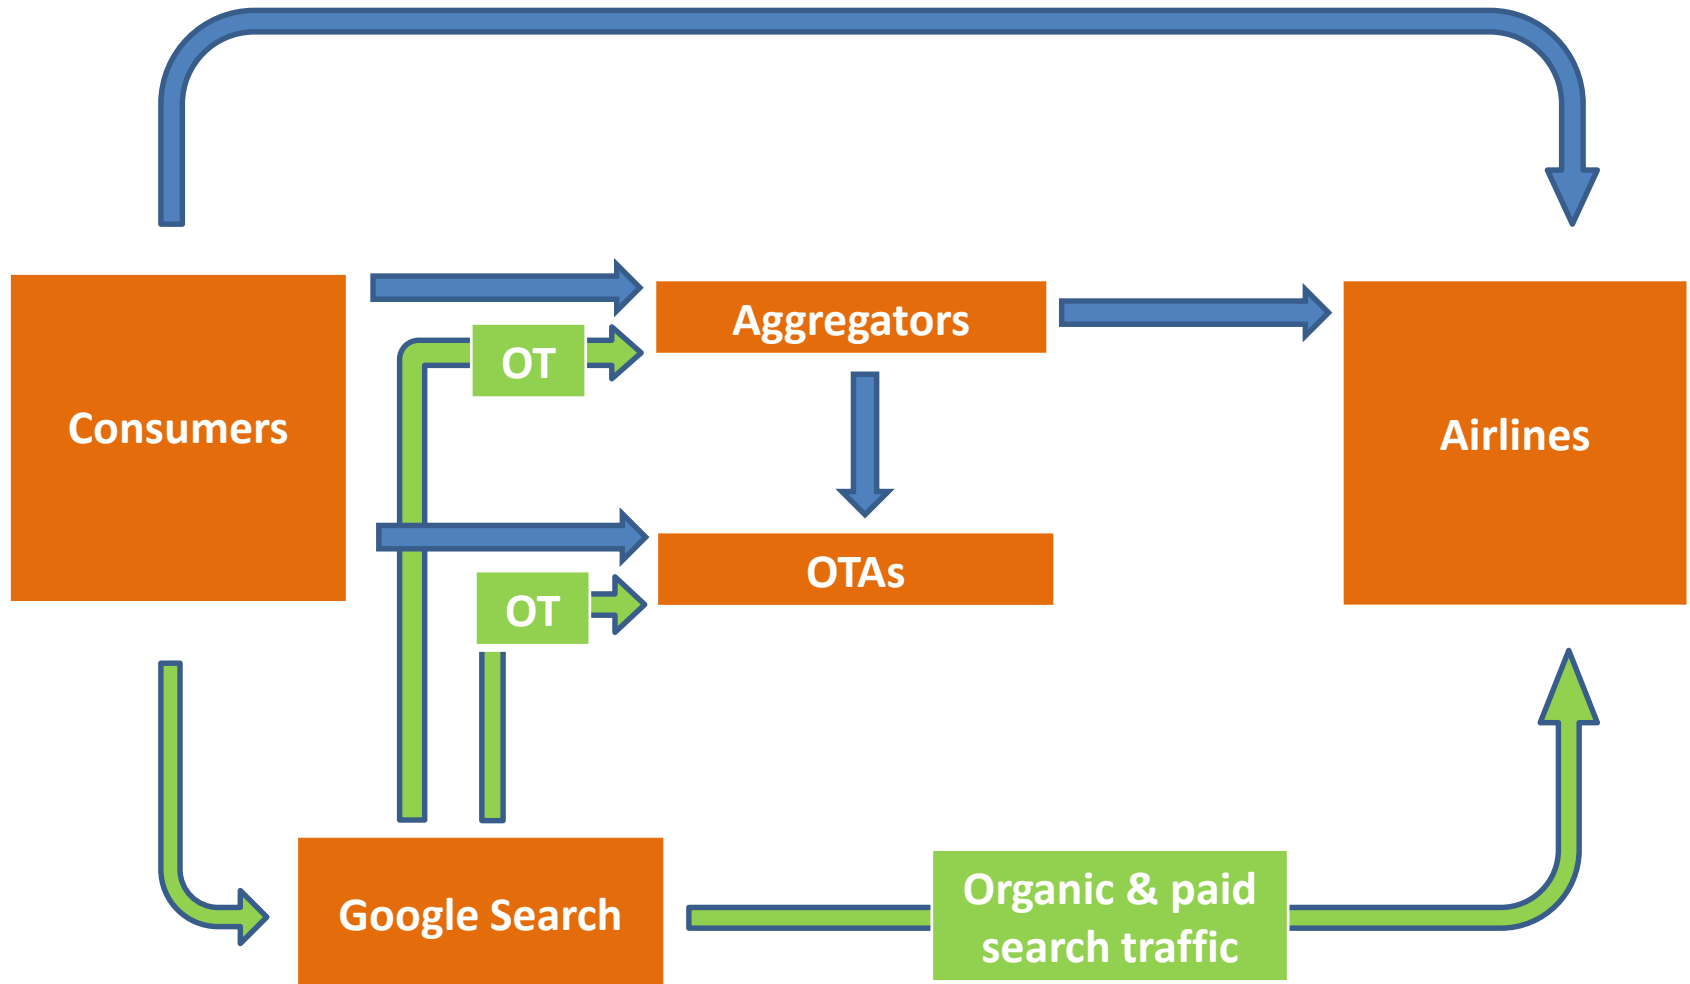 Aggregators
OT
Consumers
Airlines
OTAs
OT
Google Search
Organic & paid
search traffic